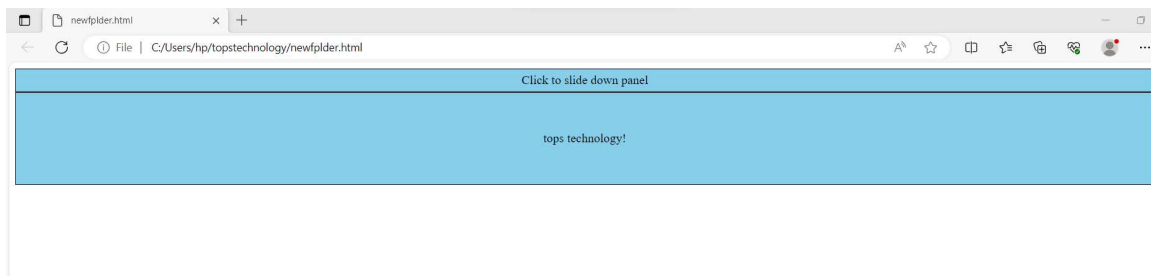 newfplder.html
File | C:/Users/hp/topstechnology/newfplder.html
Click to slide down panel
tops technology!